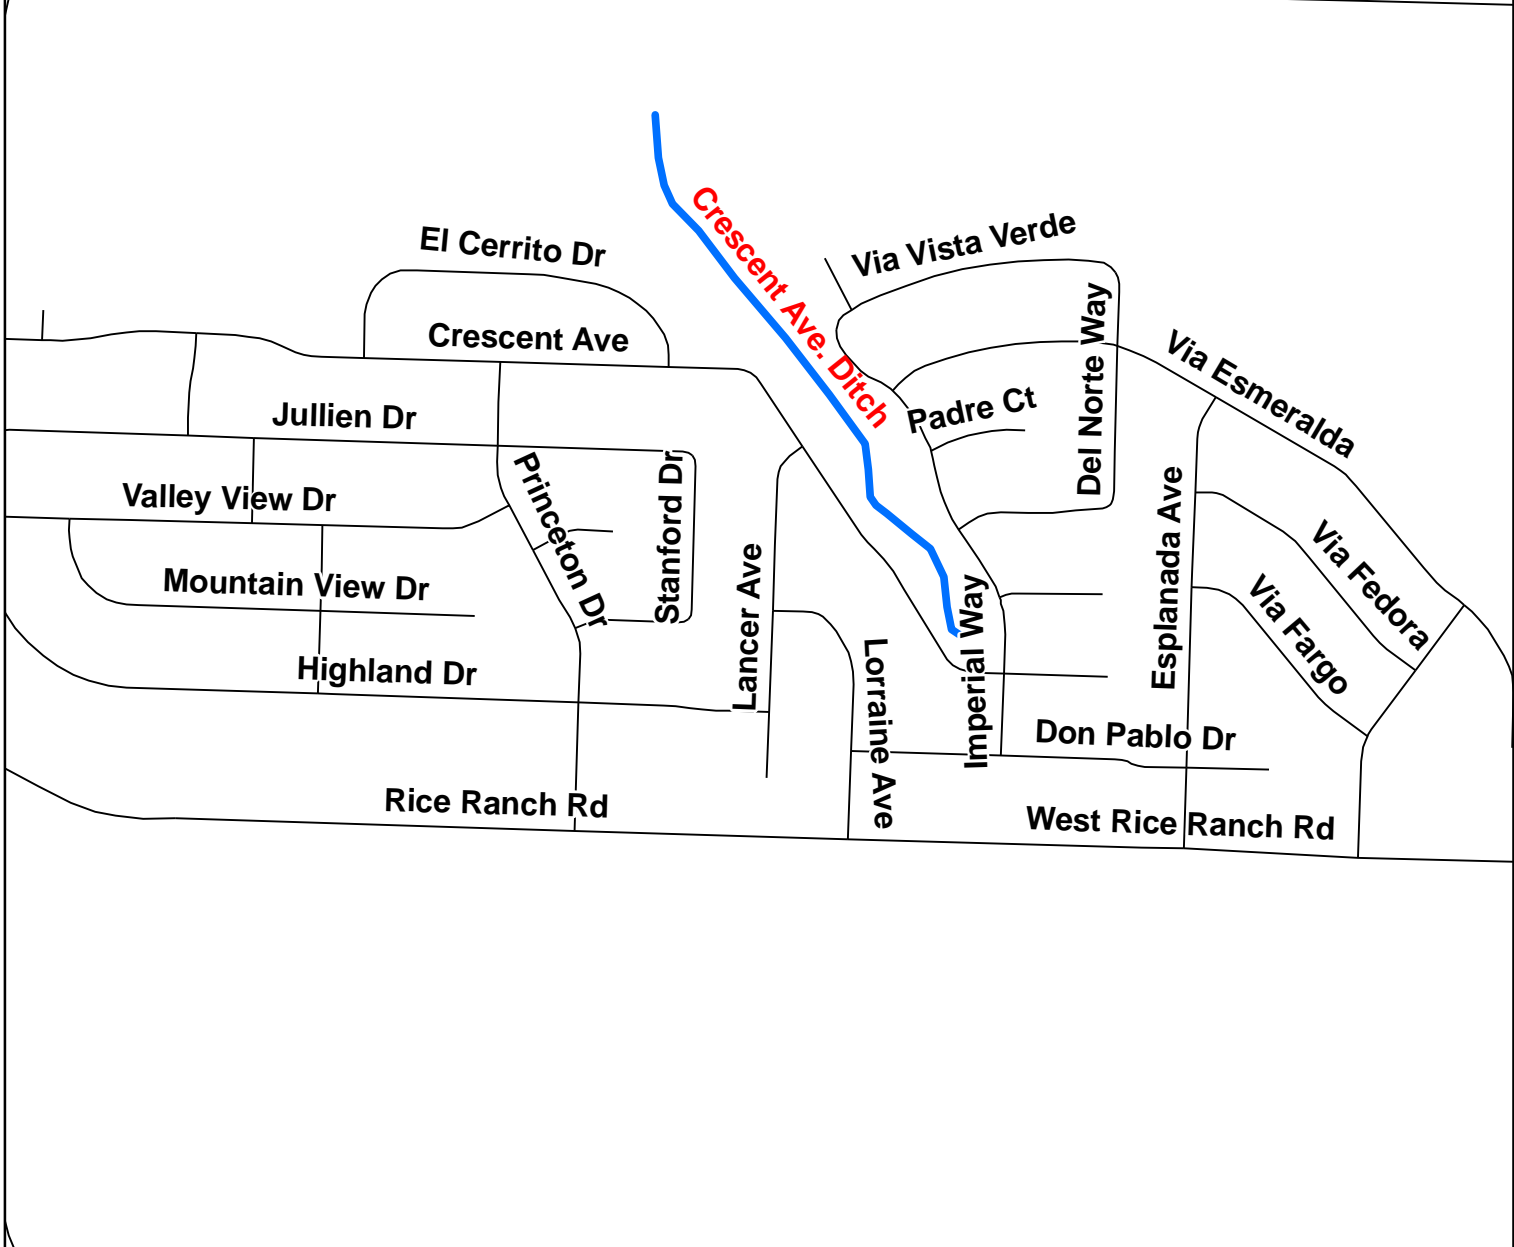 Crescent Ave. Ditch
Via Vista Verde
El Cerrito Dr
Crescent Ave
Del Norte Way
Via Esmeralda
Jullien Dr
Padre Ct
Valley View Dr
Princeton Dr
Stanford Dr
Esplanada Ave
Via Fedora
Mountain View Dr
Lancer Ave
Via Fargo
Highland Dr
Lorraine Ave
Imperial Way
Don Pablo Dr
Rice Ranch Rd
West Rice Ranch Rd